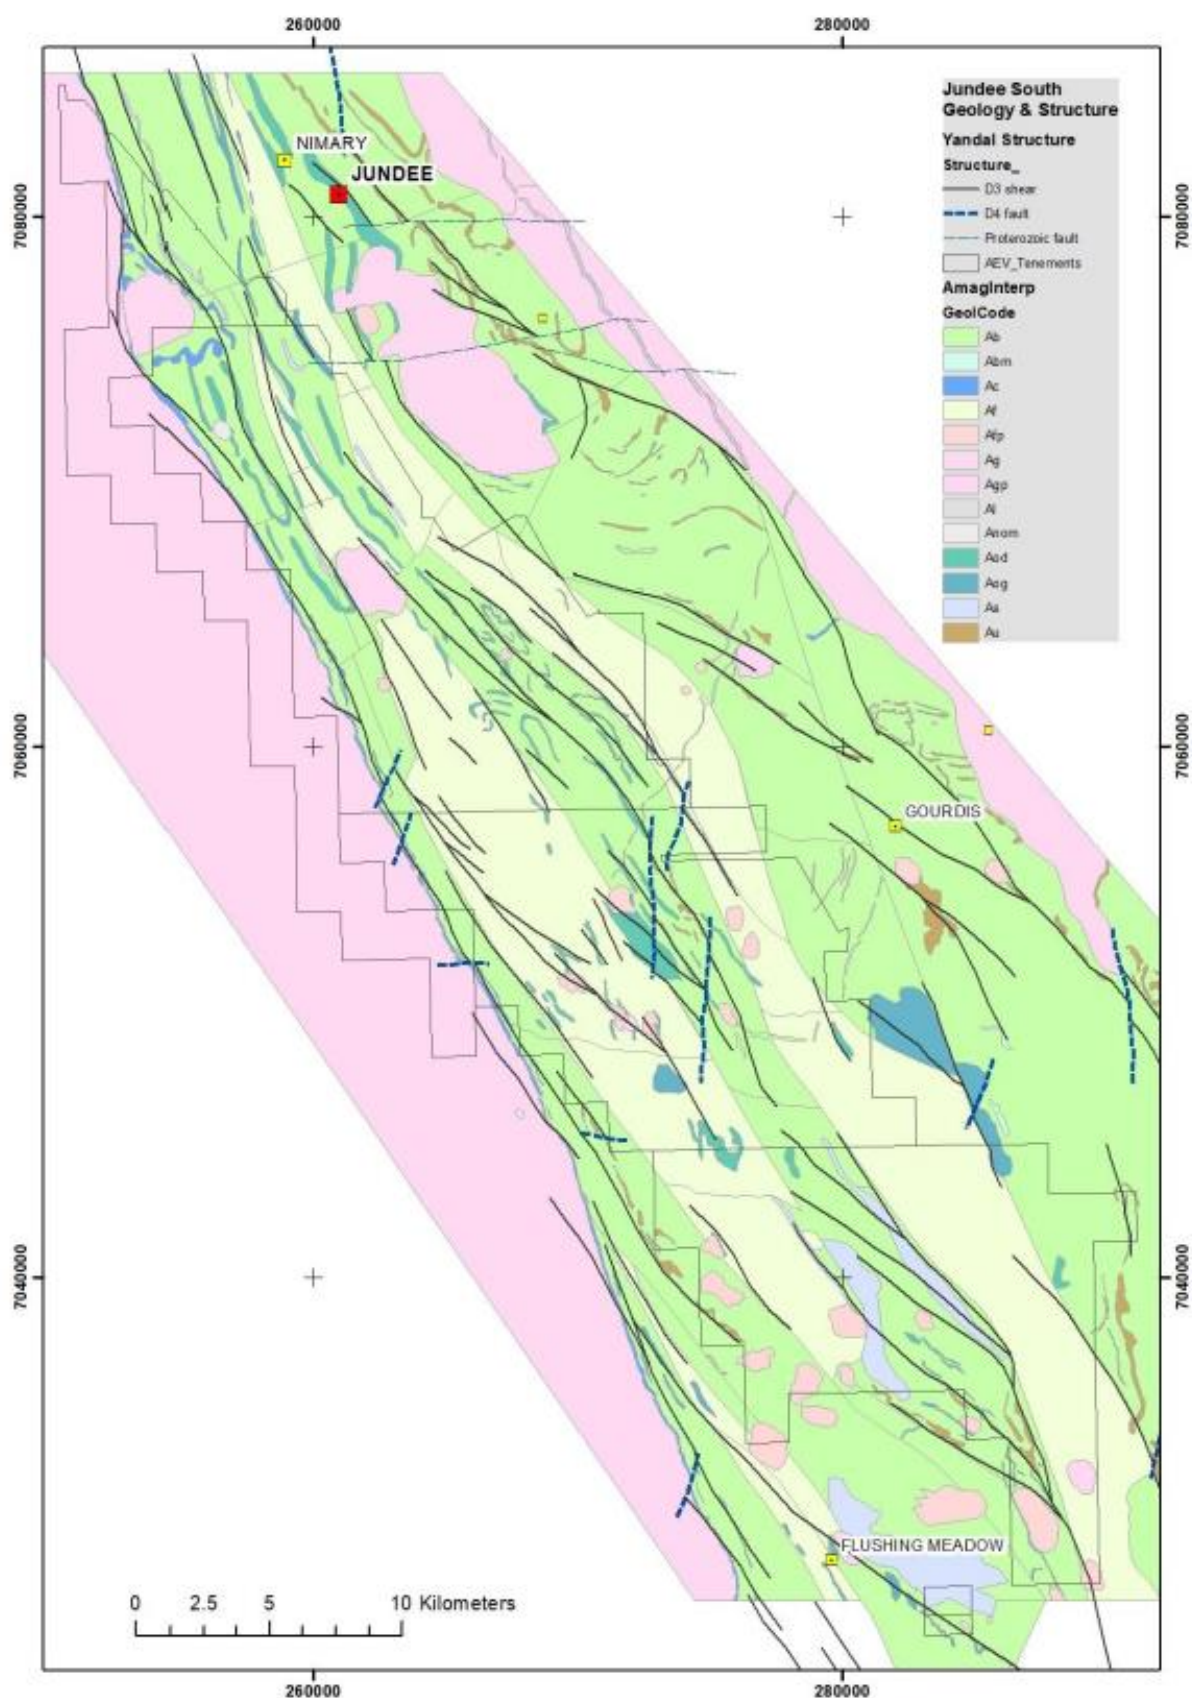 260000
280000
Jundee South
Geology & Structure
Yandal Structure
Structure_
D3 shear
D4 fault
Proterozoic fault
AEV_Tenements
AmagInterp
GeolCode
Ab
Abm
Ac
Af
Afp
Ag
Agp
Al
Anom
Aod
Aog
As
Au
NIMARY
JUNDEE
7080000
7080000
7060000
7060000
GOURDIS
7040000
7040000
FLUSHING MEADOW
0 2.5 5 10 Kilometers
260000
280000